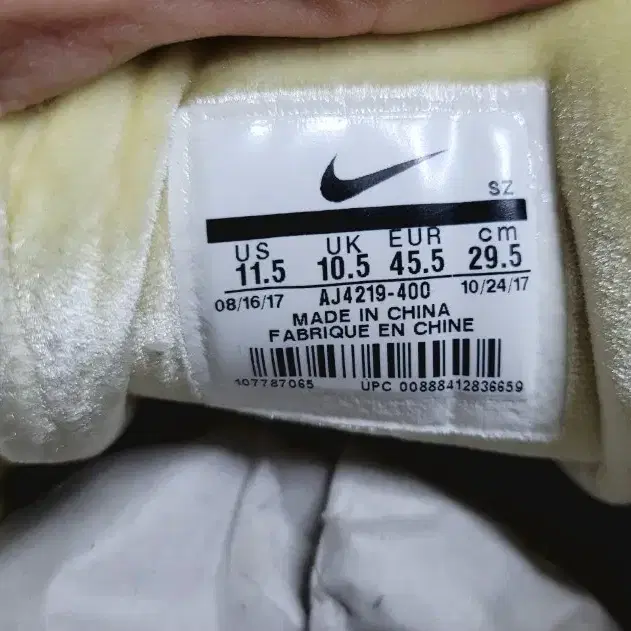 SZ
US UK EUR cm
11.5 10.5 45.5 29.5
08/16/17 AJ4219-400 10/24/17
MADE IN CHINA
FABRIQUE EN CHINE
107787065 UPC 00888412836659